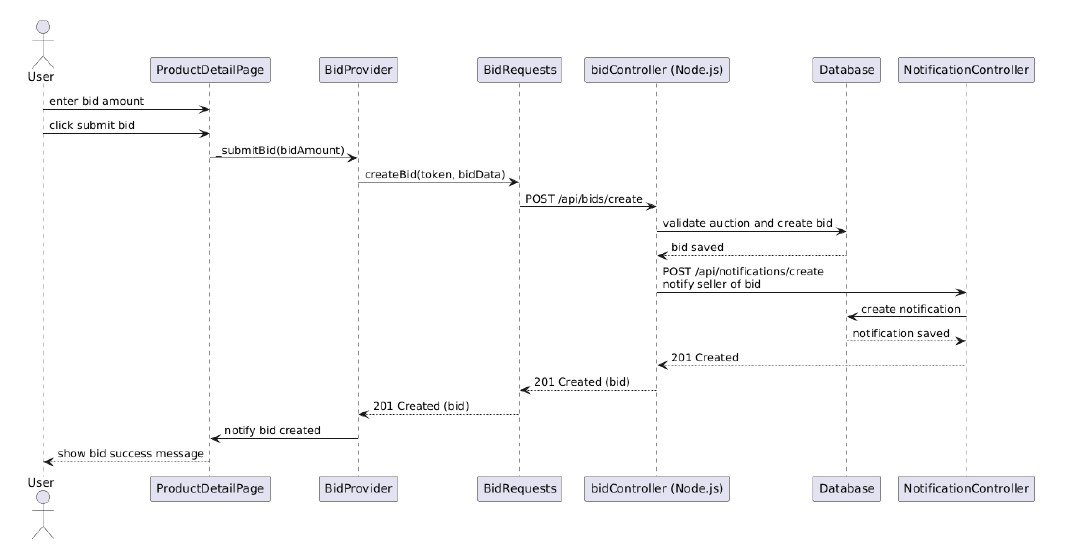 User
ProductDetailPage
BidProvider
BidRequests
bidController (Node.js)
Database
NotificationController
enter bid amount
click submit bid
_submitBid(bidAmount)
createBid(token, bidData)
POST /api/bids/create
validate auction and create bid
bid saved
POST /api/notifications/create
notify seller of bid
create notification
notification saved
201 Created
201 Created (bid)
201 Created (bid)
notify bid created
show bid success message
User
ProductDetailPage
BidProvider
BidRequests
bidController (Node.js)
Database
NotificationController